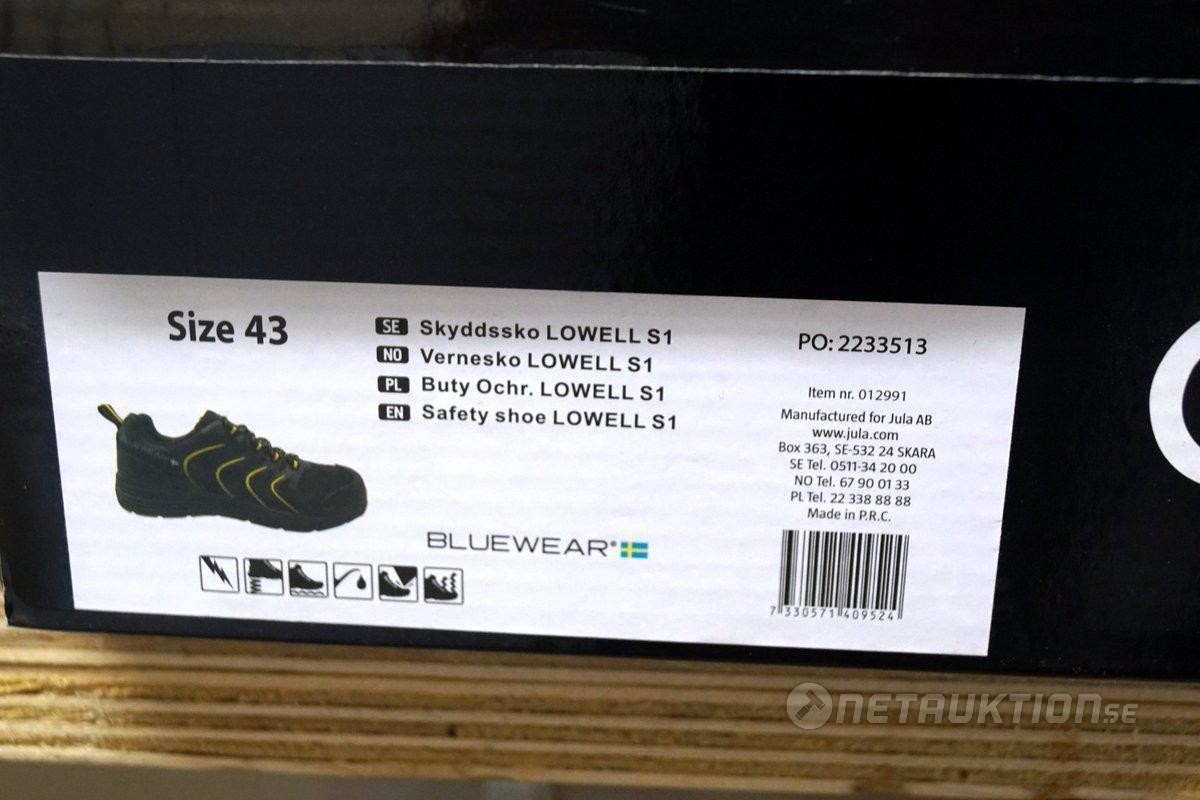 Size 43
SE Skyddssko LOWELL S1
NO Vernesko LOWELL S1
PL Buty Ochr. LOWELL S1
EN Safety shoe LOWELL S1
BLUEWEAR®
PO: 2233513
Item nr. 012991
Manufactured for Jula AB
www.jula.com
Box 363, SE-532 24 SKARA
SE Tel. 0511-34 20 00
NO Tel. 67 90 01 33
PL Tel. 22 338 88 88
Made in P.R.C.
7 330571 409524
NETAUKTION.SE